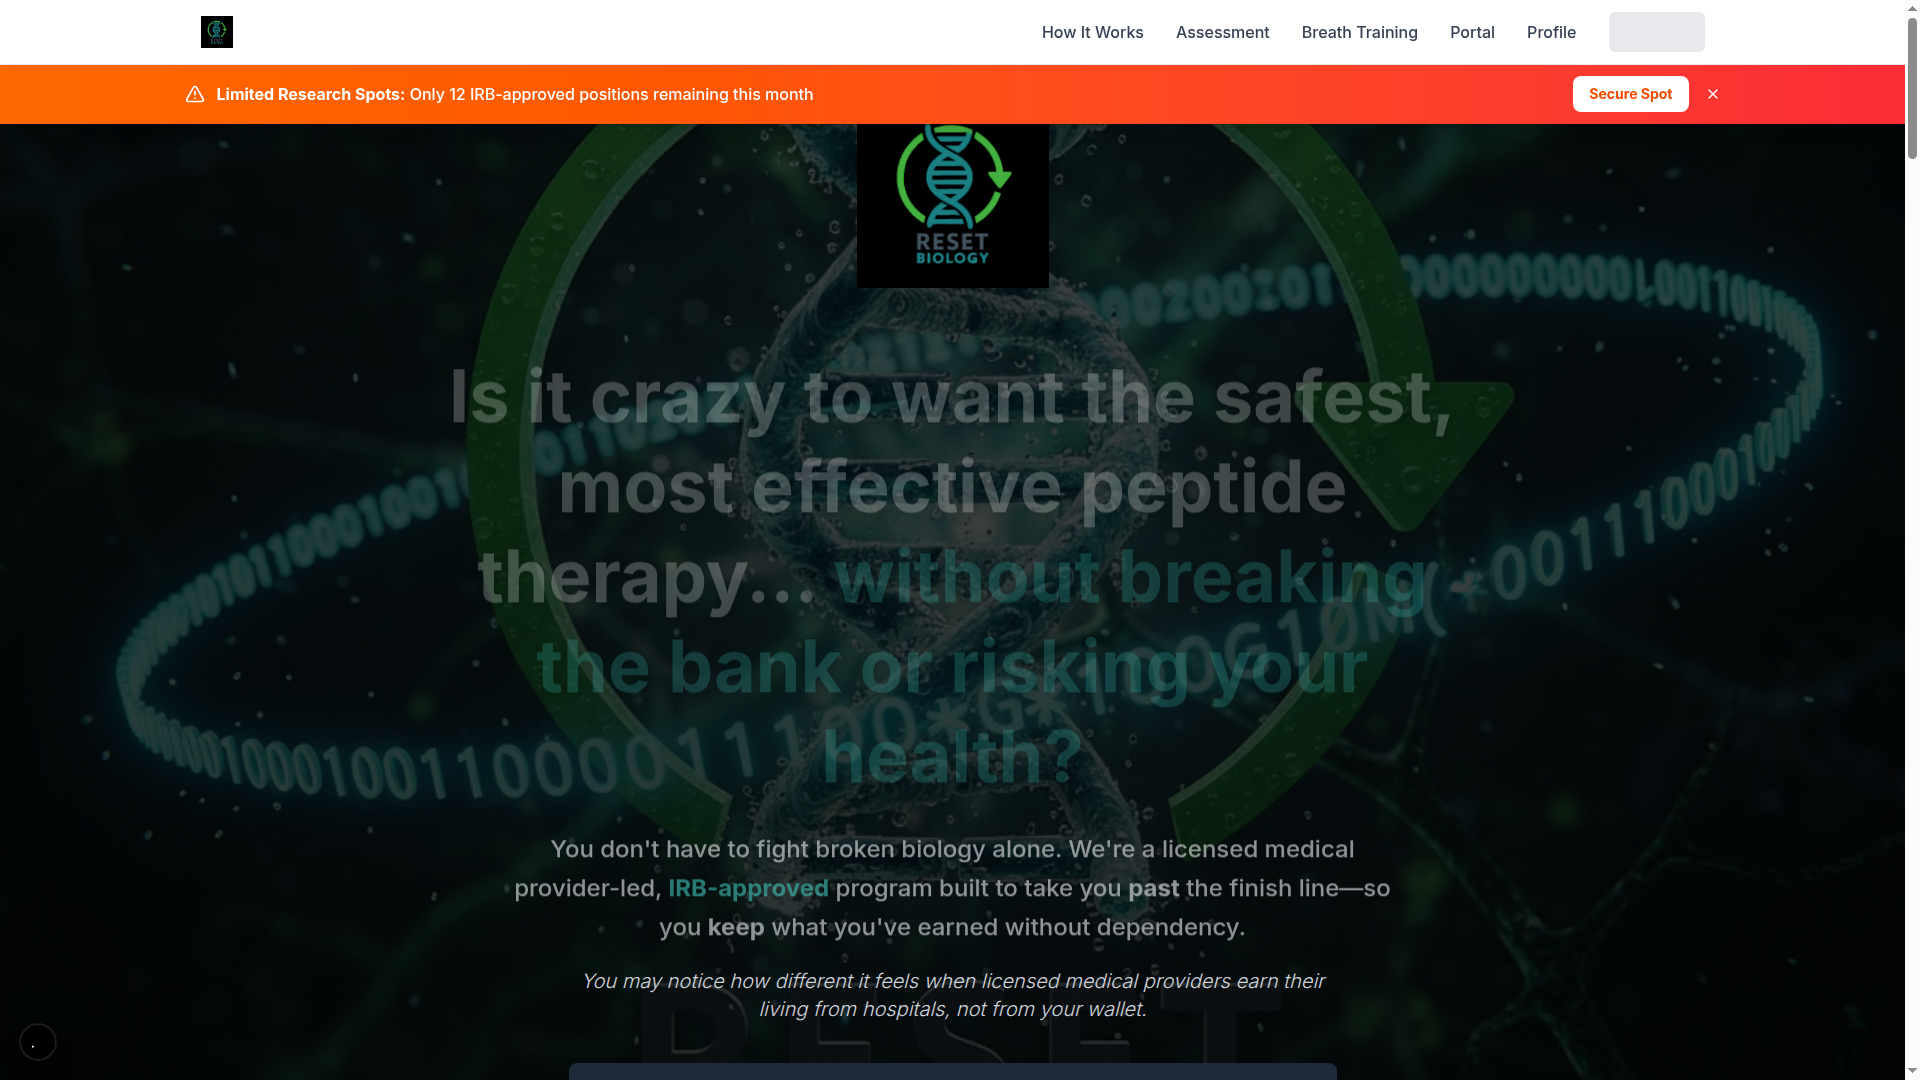 How It Works
Assessment
Breath Training
Portal
Profile
Limited Research Spots: Only 12 IRB-approved positions remaining this month
Secure Spot
RESET
BIOLOGY
Is it crazy to want the safest,
most effective peptide
therapy... without breaking
the bank or risking your
health?
You don't have to fight broken biology alone. We're a licensed medical
provider-led, IRB-approved program built to take you past the finish line—so
you keep what you've earned without dependency.
You may notice how different it feels when licensed medical providers earn their
living from hospitals, not from your wallet.
RESET